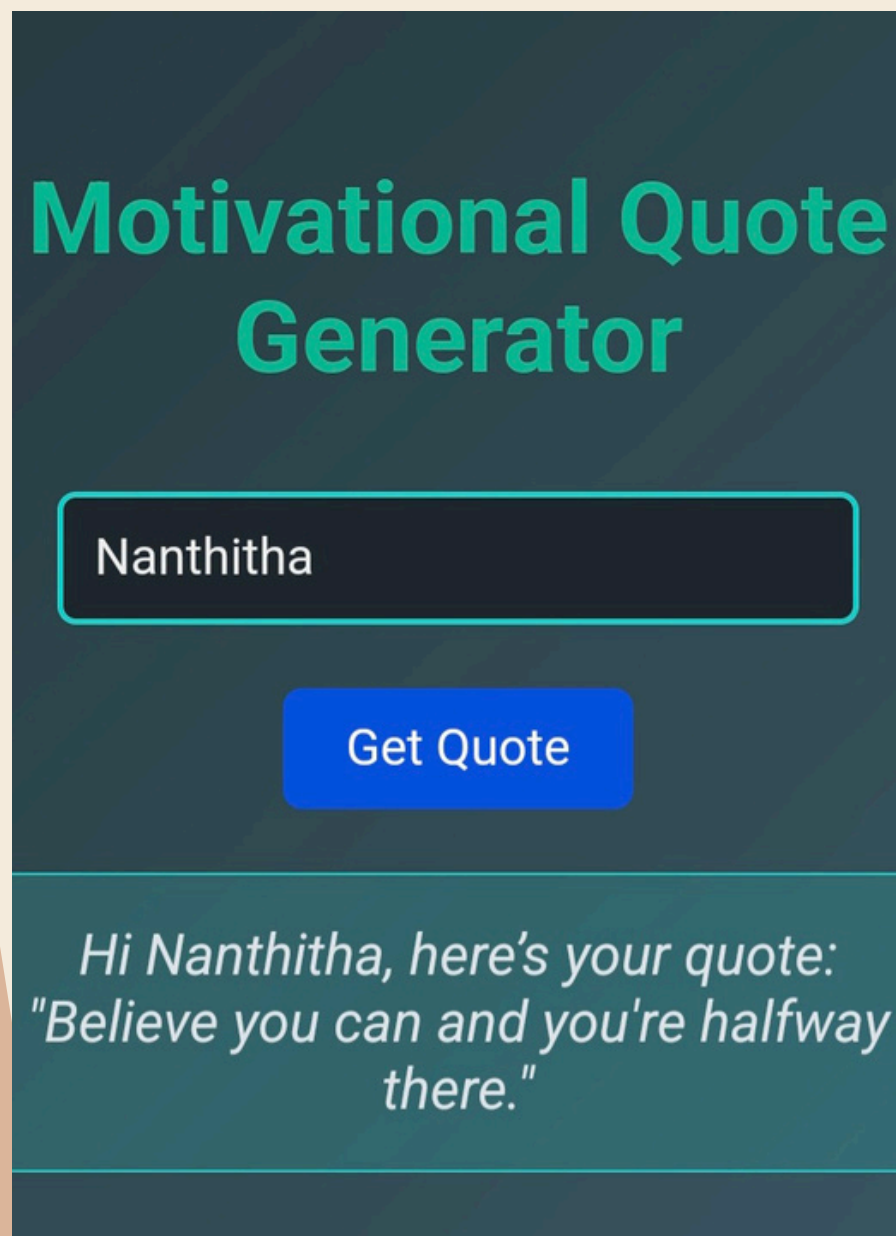 Motivational Quote
Generator
Nanthitha
Get Quote
Hi Nanthitha, here’s your quote:
"Believe you can and you're halfway
there."